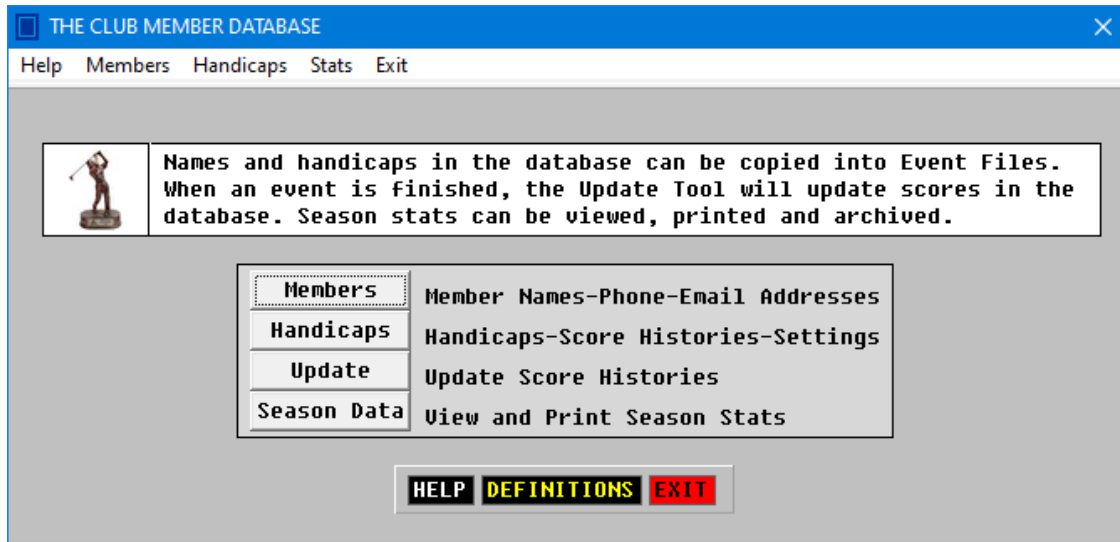 THE CLUB MEMBER DATABASE
Help Members Handicaps Stats Exit
Names and handicaps in the database can be copied into Event Files.
When an event is finished, the Update Tool will update scores in the
database. Season stats can be viewed, printed and archived.
Members Member Names-Phone-Email Addresses
Handicaps Handicaps-Score Histories-Settings
Update Update Score Histories
Season Data View and Print Season Stats
HELP DEFINITIONS EXIT